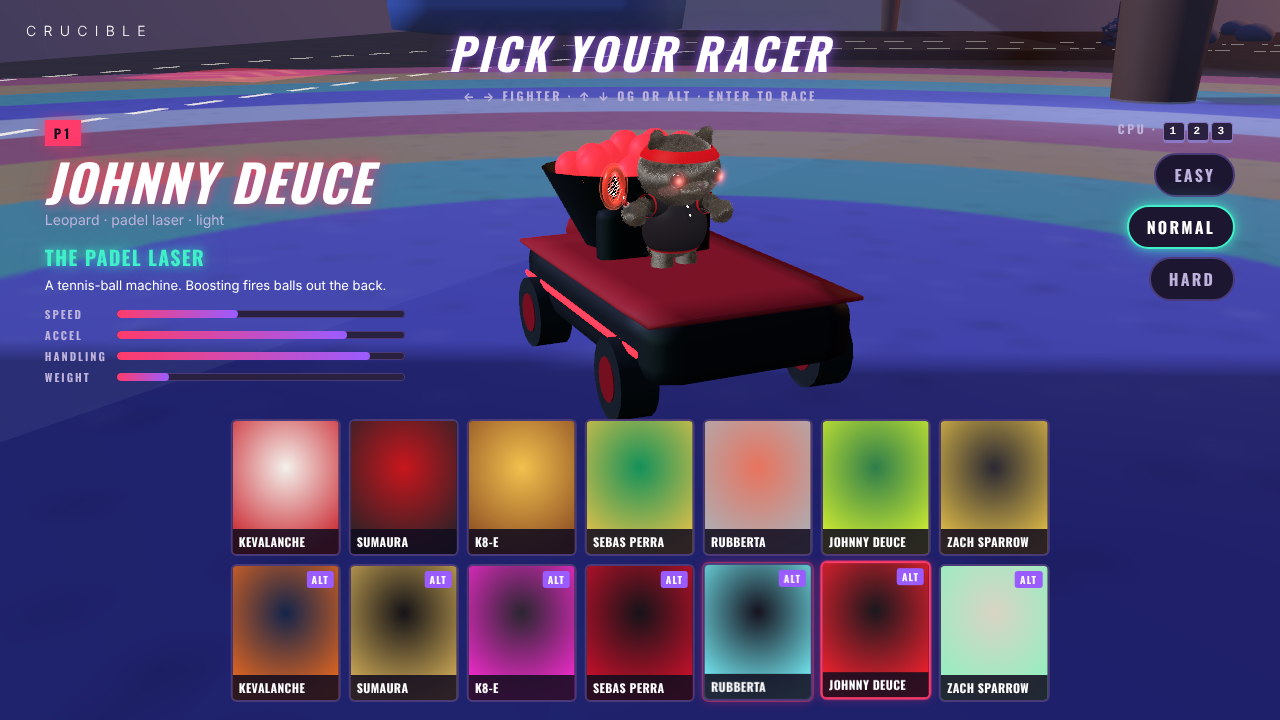 CRUCIBLE
PICK YOUR RACER
← → FIGHTER · ↑ ↓ OG OR ALT · ENTER TO RACE
P1
JOHNNY DEUCE
Leopard · padel laser · light
THE PADEL LASER
A tennis-ball machine. Boosting fires balls out the back.
SPEED
ACCEL
HANDLING
WEIGHT
CPU · 1 2 3
EASY
NORMAL
HARD
KEVALANCHE
SUMAURA
K8-E
SEBAS PERRA
RUBBERTA
JOHNNY DEUCE
ZACH SPARROW
ALT
KEVALANCHE
ALT
SUMAURA
ALT
K8-E
ALT
SEBAS PERRA
ALT
RUBBERTA
ALT
JOHNNY DEUCE
ALT
ZACH SPARROW